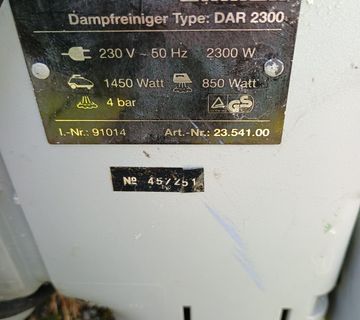 Dampfreiniger Type: DAR 2300
230 V ~ 50 Hz 2300 W
1450 Watt 850 Watt
4 bar GS
I.-Nr.: 91014 Art.-Nr.: 23.541.00
Nº 457251